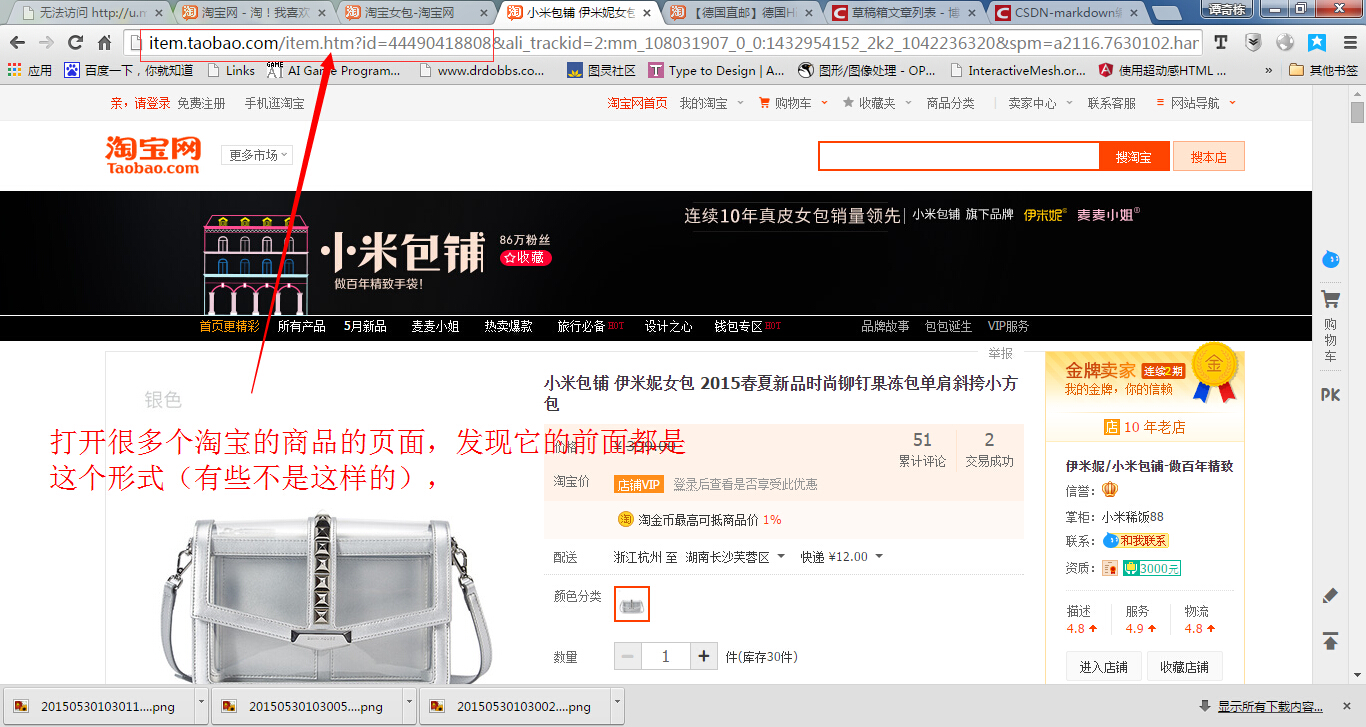 无法访问 http://u.m
淘宝网 - 淘！我喜欢
淘宝女包-淘宝网
小米包铺 伊米妮女包
【德国直邮】德国H
草稿箱文章列表 - 博
CSDN-markdown编
谭奇栋
item.taobao.com/item.htm?id=44490418808&ali_trackid=2:mm_108031907_0_0:1432954152_2k2_1042236320&spm=a2116.7630102.har
应用
百度一下，你就知道
Links
AI Game Program...
www.drdobbs.co...
图灵社区
Type to Design | A...
图形/图像处理 - OP...
InteractiveMesh.or...
使用超动感HTML ...
»
其他书签
亲，请登录 免费注册 手机逛淘宝
淘宝网首页 我的淘宝 购物车 收藏夹 商品分类 卖家中心 联系客服 网站导航
淘宝网
Taobao.com
更多市场
搜淘宝
搜本店
连续10年真皮女包销量领先 | 小米包铺 旗下品牌 伊米妮® 麦麦小姐®
小米包铺
做百年精致手袋!
86万粉丝
☆收藏
首页更精彩 所有产品 5月新品 麦麦小姐 热卖爆款 旅行必备HOT 设计之心 钱包专区HOT 品牌故事 包包诞生 VIP服务
举报
银色
小米包铺 伊米妮女包 2015春夏新品时尚铆钉果冻包单肩斜挎小方
包
打开很多个淘宝的商品的页面，发现它的前面都是
这个形式（有些不是这样的），
价格
51
累计评论
2
交易成功
淘宝价
店铺VIP 登录后查看是否享受此优惠
淘 淘金币最高可抵商品价 1%
配送
浙江杭州 至 湖南长沙芙蓉区
快递 ¥12.00
颜色分类
数量
− 1 +
件(库存30件)
金牌卖家 连续2期
我的金牌，你的信赖
金
店 10 年老店
伊米妮/小米包铺-做百年精致
信誉：
掌柜：小米稀饭88
联系：和我联系
资质：3000元
描述 服务 物流
4.8 4.9 4.8
进入店铺
收藏店铺
购
物
车
PK
20150530103011....png
20150530103005....png
20150530103002....png
显示所有下载内容...